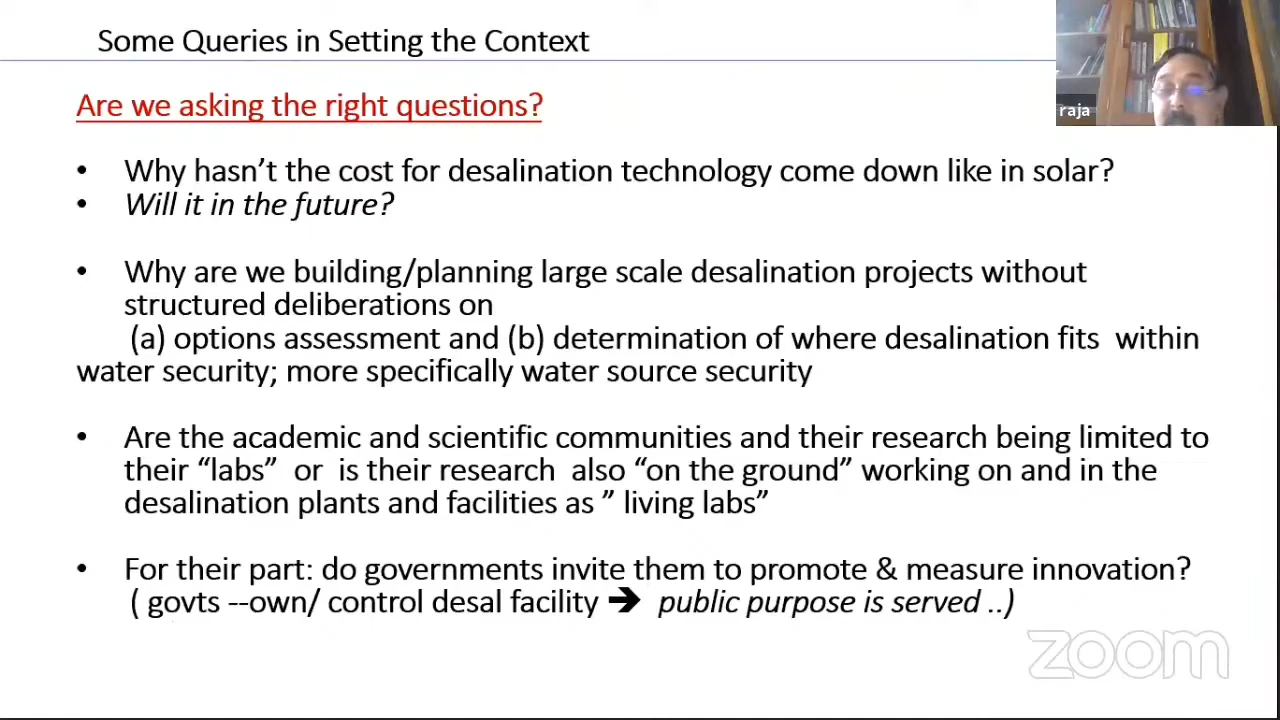 Some Queries in Setting the Context
raja
Are we asking the right questions?
• Why hasn't the cost for desalination technology come down like in solar?
• Will it in the future?
• Why are we building/planning large scale desalination projects without
structured deliberations on
(a) options assessment and (b) determination of where desalination fits within
water security; more specifically water source security
• Are the academic and scientific communities and their research being limited to
their “labs” or is their research also “on the ground” working on and in the
desalination plants and facilities as ” living labs”
• For their part: do governments invite them to promote & measure innovation?
( govts --own/ control desal facility ➔ public purpose is served ..)
zoom